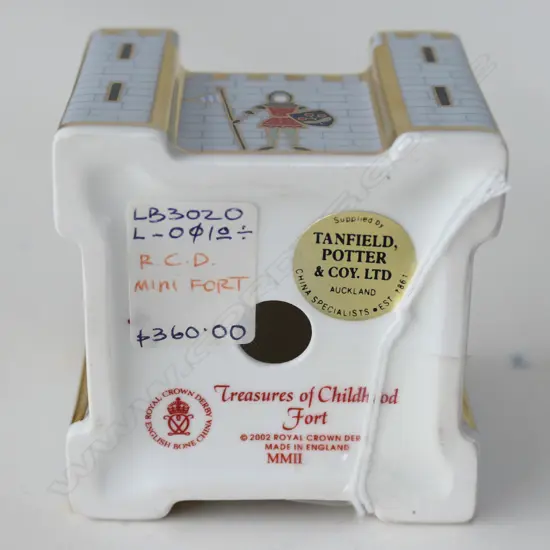 LB3020
L-0φ12÷
R.C.D.
MINI FORT
$360.00
Supplied by
TANFIELD,
POTTER
& COY. LTD
AUCKLAND
CHINA SPECIALISTS • EST. 1861
ROYAL CROWN DERBY
ENGLISH BONE CHINA
Treasures of Childhood
Fort
© 2002 ROYAL CROWN DERBY
MADE IN ENGLAND
MMII